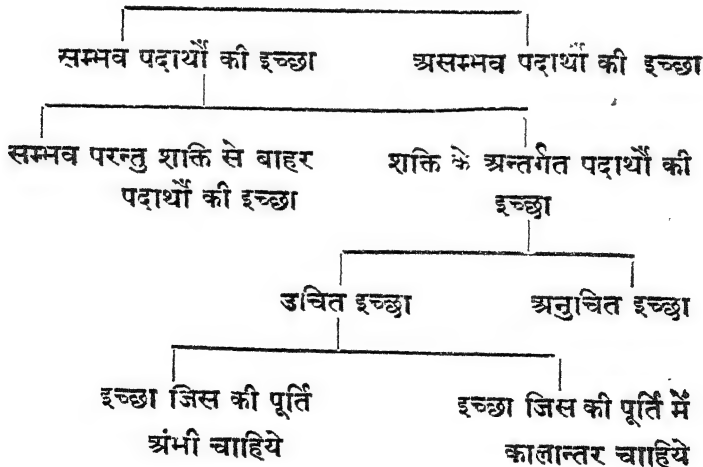 सम्भव पदार्थों की इच्छा असम्भव पदार्थों की इच्छा
सम्भव परन्तु शक्ति से बाहर शक्ति के अन्तर्गत पदार्थों की
पदार्थों की इच्छा इच्छा
उचित इच्छा अनुचित इच्छा
इच्छा जिस की पूर्ति इच्छा जिस की पूर्ति में
अंभी चाहिये कालान्तर चाहिये